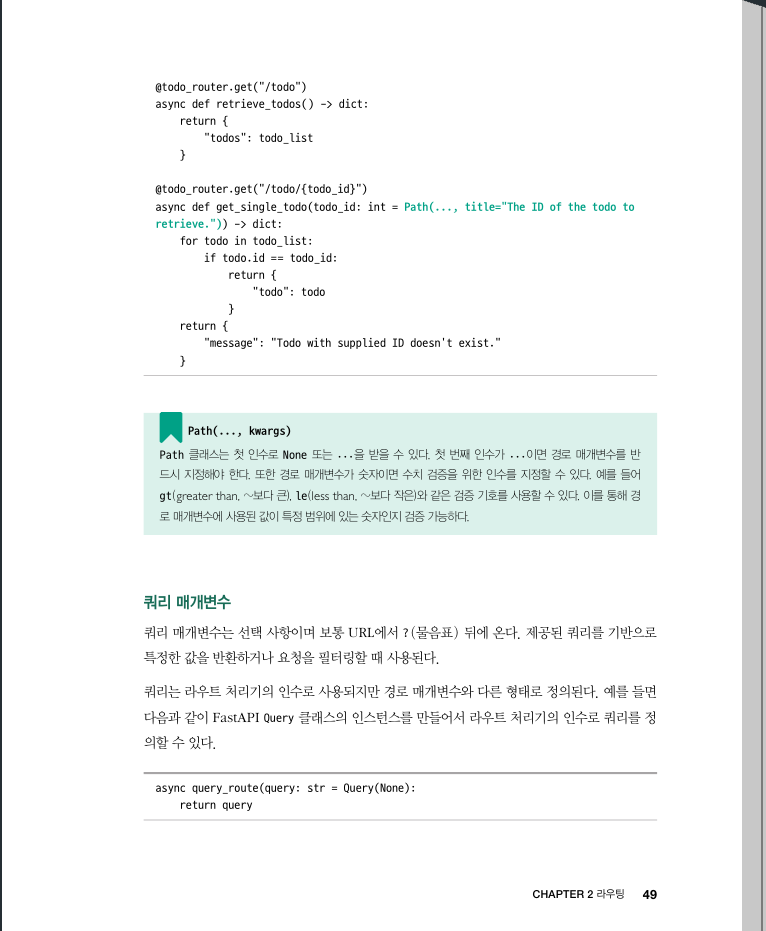 @todo_router.get("/todo")
async def retrieve_todos() -> dict:
    return {
        "todos": todo_list
    }

@todo_router.get("/todo/{todo_id}")
async def get_single_todo(todo_id: int = Path(..., title="The ID of the todo to
retrieve.")) -> dict:
    for todo in todo_list:
        if todo.id == todo_id:
            return {
                "todo": todo
            }
    return {
        "message": "Todo with supplied ID doesn't exist."
    }
Path(..., kwargs)
Path 클래스는 첫 인수로 None 또는 ...을 받을 수 있다. 첫 번째 인수가 ...이면 경로 매개변수를 반
드시 지정해야 한다. 또한 경로 매개변수가 숫자이면 수치 검증을 위한 인수를 지정할 수 있다. 예를 들어
gt(greater than, ~보다 큰), le(less than, ~보다 작은)와 같은 검증 기호를 사용할 수 있다. 이를 통해 경
로 매개변수에 사용된 값이 특정 범위에 있는 숫자인지 검증 가능하다.
쿼리 매개변수
쿼리 매개변수는 선택 사항이며 보통 URL에서 ?(물음표) 뒤에 온다. 제공된 쿼리를 기반으로
특정한 값을 반환하거나 요청을 필터링할 때 사용된다.
쿼리는 라우트 처리기의 인수로 사용되지만 경로 매개변수와 다른 형태로 정의된다. 예를 들면
다음과 같이 FastAPI Query 클래스의 인스턴스를 만들어서 라우트 처리기의 인수로 쿼리를 정
의할 수 있다.
async query_route(query: str = Query(None):
    return query
CHAPTER 2 라우팅 49